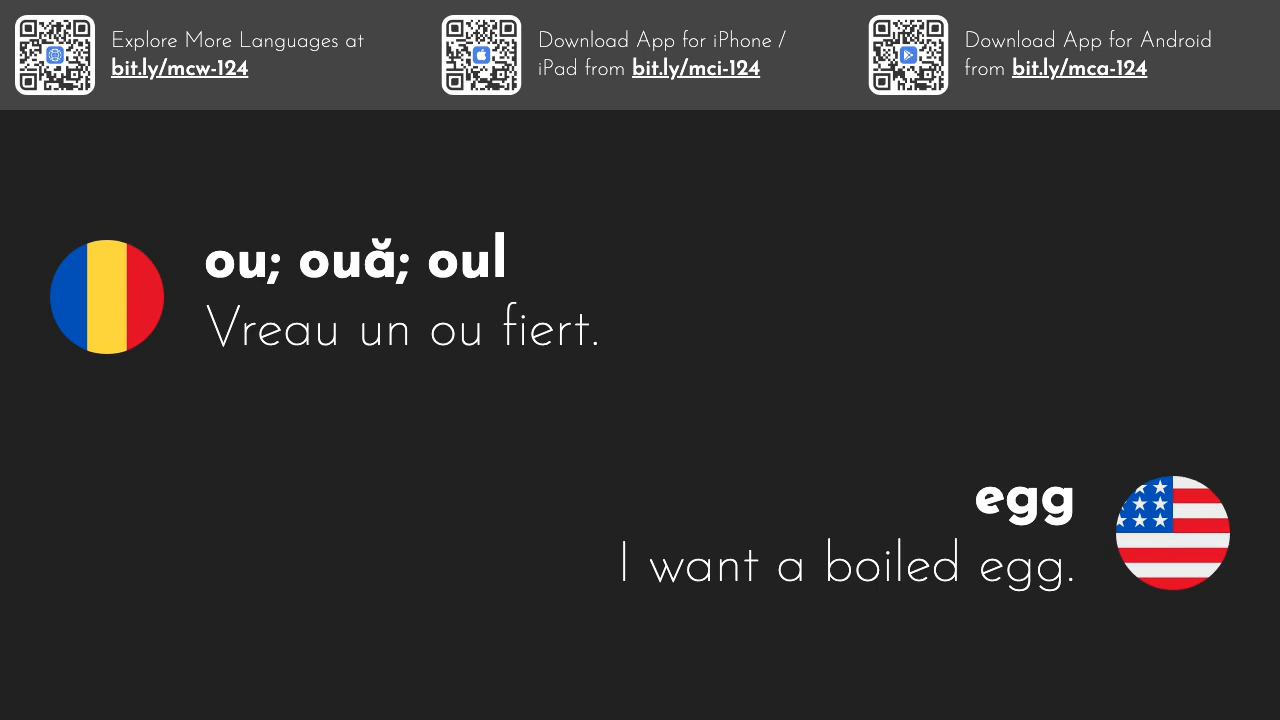 Explore More Languages at
bit.ly/mcw-124
Download App for iPhone /
iPad from bit.ly/mci-124
Download App for Android
from bit.ly/mca-124
ou; ouă; oul
Vreau un ou fiert.
egg
I want a boiled egg.